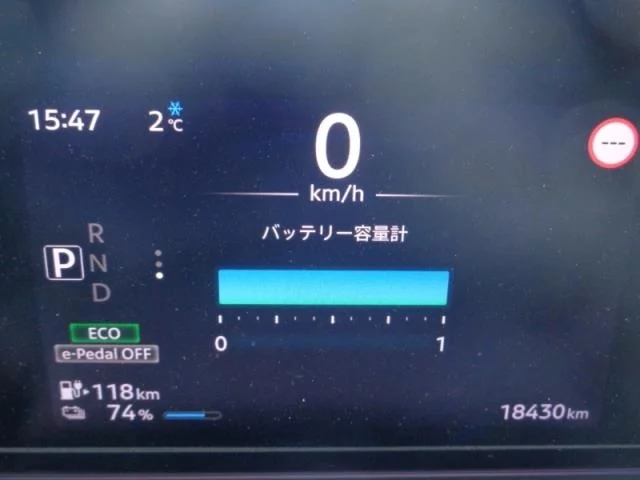 15:47 2℃
0
km/h
---
バッテリー容量計
R
P N
D
0 1
ECO
e-Pedal OFF
118km
74%
18430km